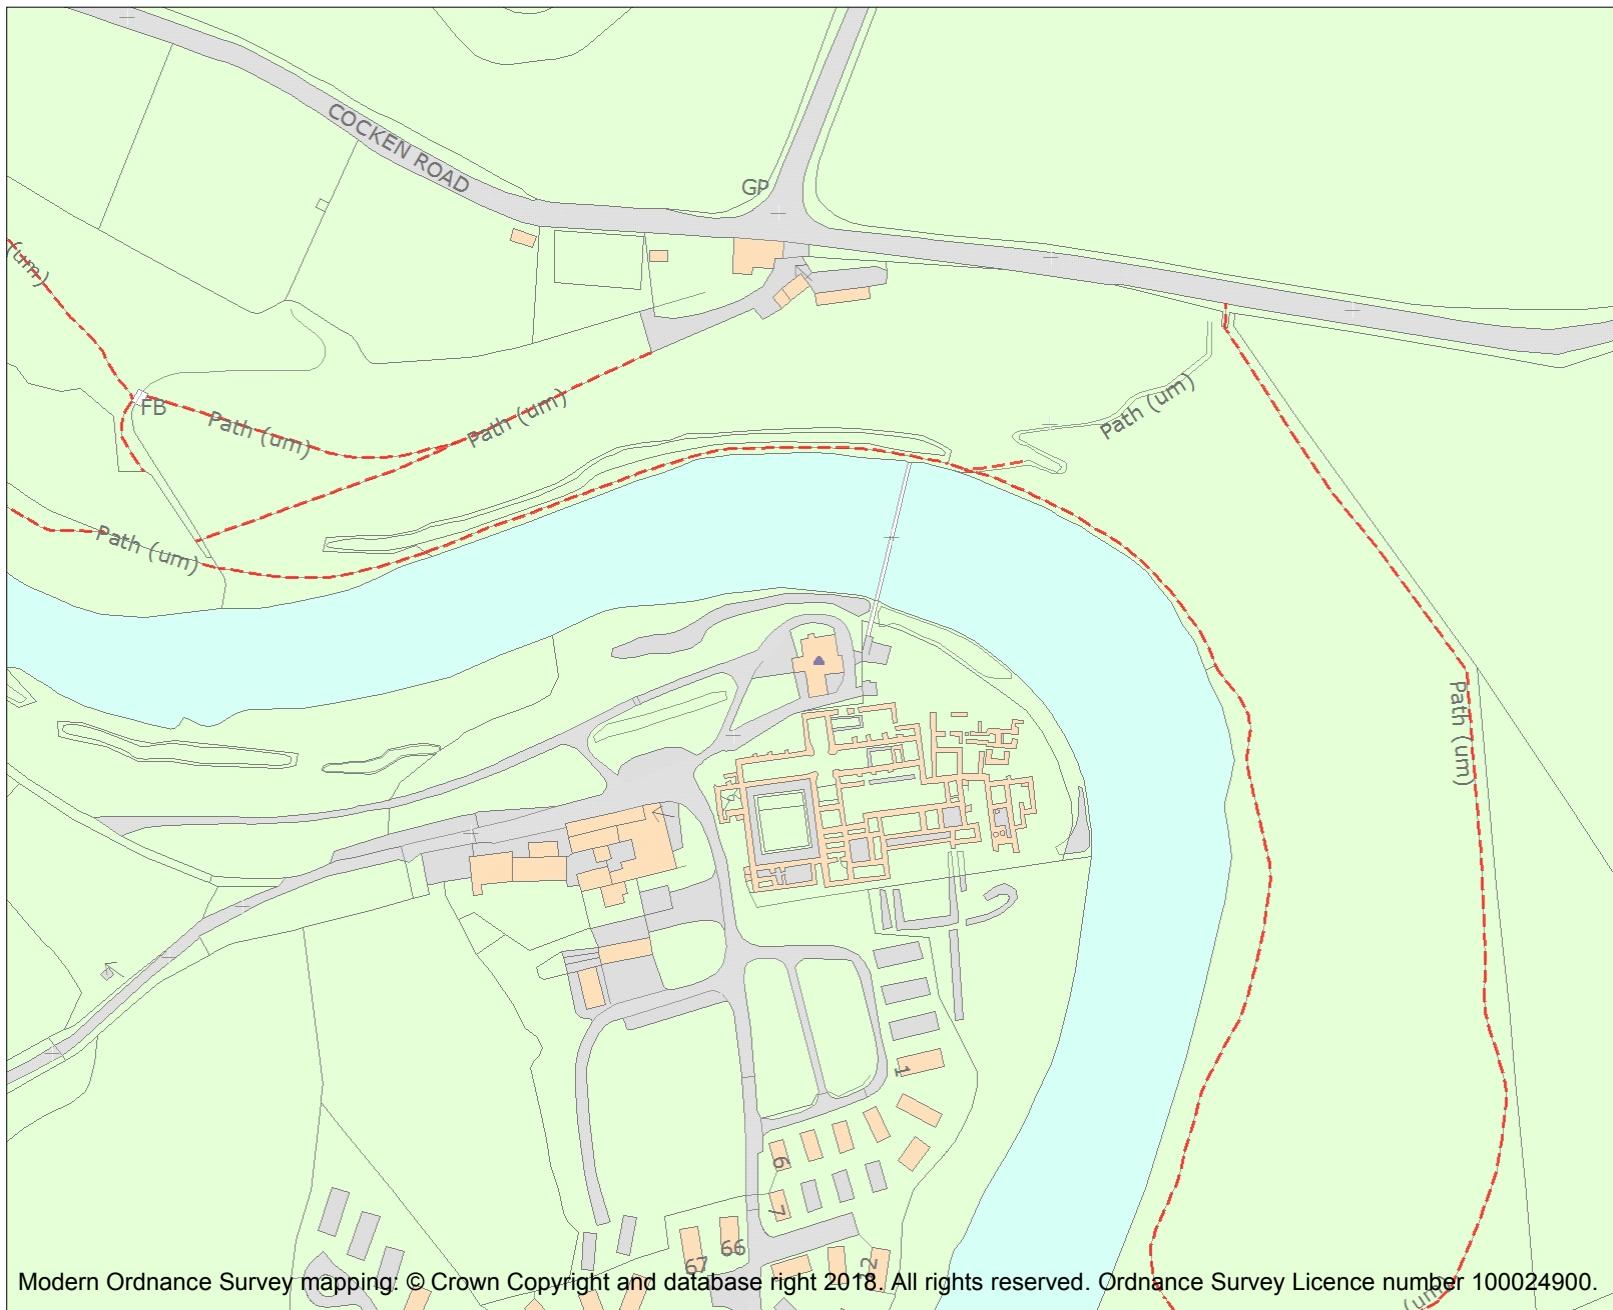 COCKEN ROAD
GP
(um)
FB
Path (um)
Path (um)
Path (um)
Path (um)
Path (um)
1
6
7
66
67
2
(um)
Modern Ordnance Survey mapping: © Crown Copyright and database right 2018. All rights reserved. Ordnance Survey Licence number 100024900.